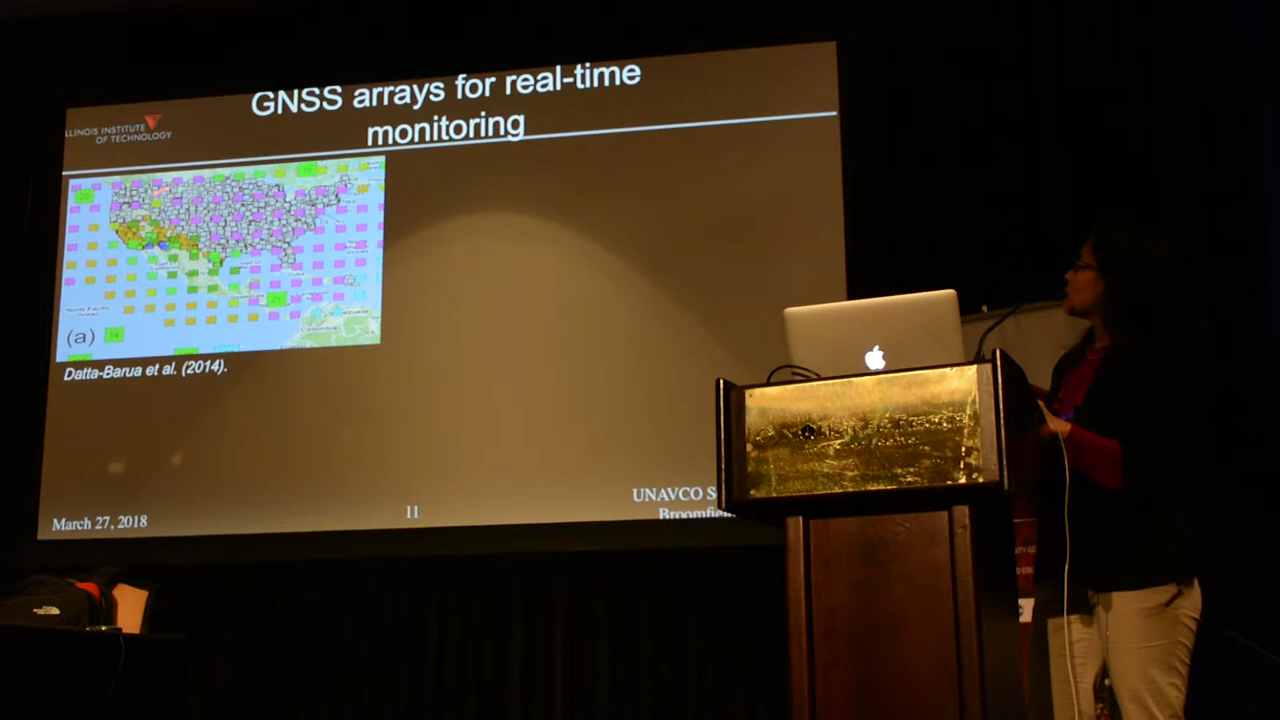 GNSS arrays for real-time
monitoring
ILLINOIS INSTITUTE
OF TECHNOLOGY
(a)
Datta-Barua et al. (2014).
March 27, 2018
11
UNAVCO S
Broomfie